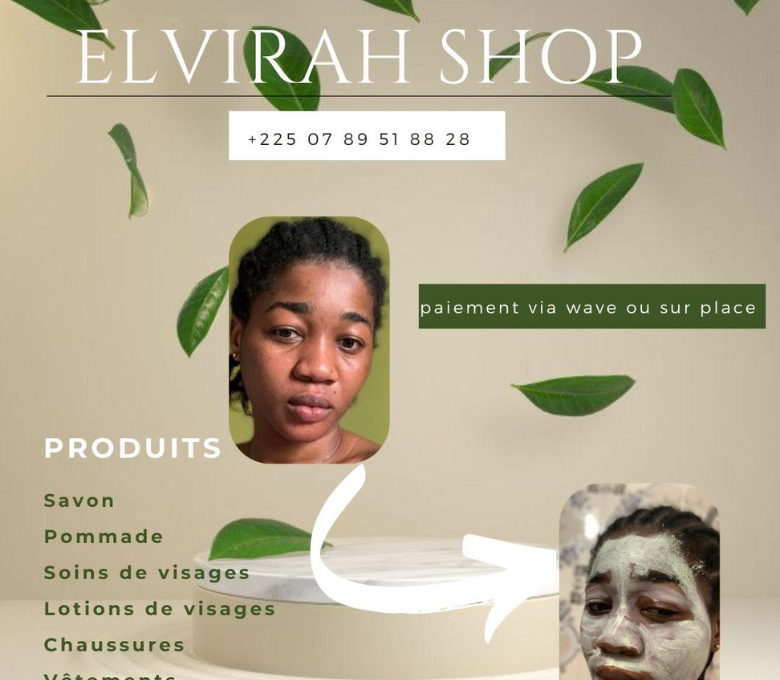 ELVIRAH SHOP
+225 07 89 51 88 28
paiement via wave ou sur place
PRODUITS
Savon
Pommade
Soins de visages
Lotions de visages
Chaussures
Vêtements